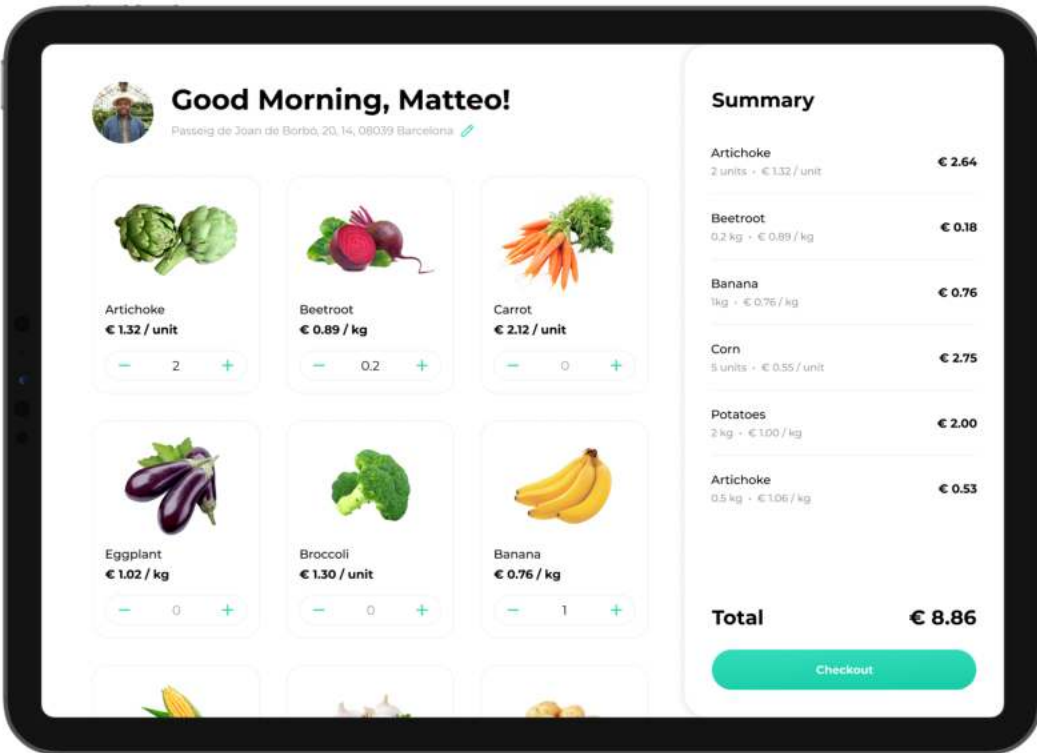 Good Morning, Matteo!
Passeig de Joan de Borbó, 20, 14, 08039 Barcelona
Artichoke
€ 1.32 / unit
2
Beetroot
€ 0.89 / kg
0.2
Carrot
€ 2.12 / unit
0
Eggplant
€ 1.02 / kg
0
Broccoli
€ 1.30 / unit
0
Banana
€ 0.76 / kg
1
Summary
Artichoke
2 units • € 1.32 / unit
€ 2.64
Beetroot
0.2 kg • € 0.89 / kg
€ 0.18
Banana
1kg • € 0.76 / kg
€ 0.76
Corn
5 units • € 0.55 / unit
€ 2.75
Potatoes
2 kg • € 1.00 / kg
€ 2.00
Artichoke
0.5 kg • € 1.06 / kg
€ 0.53
Total
€ 8.86
Checkout